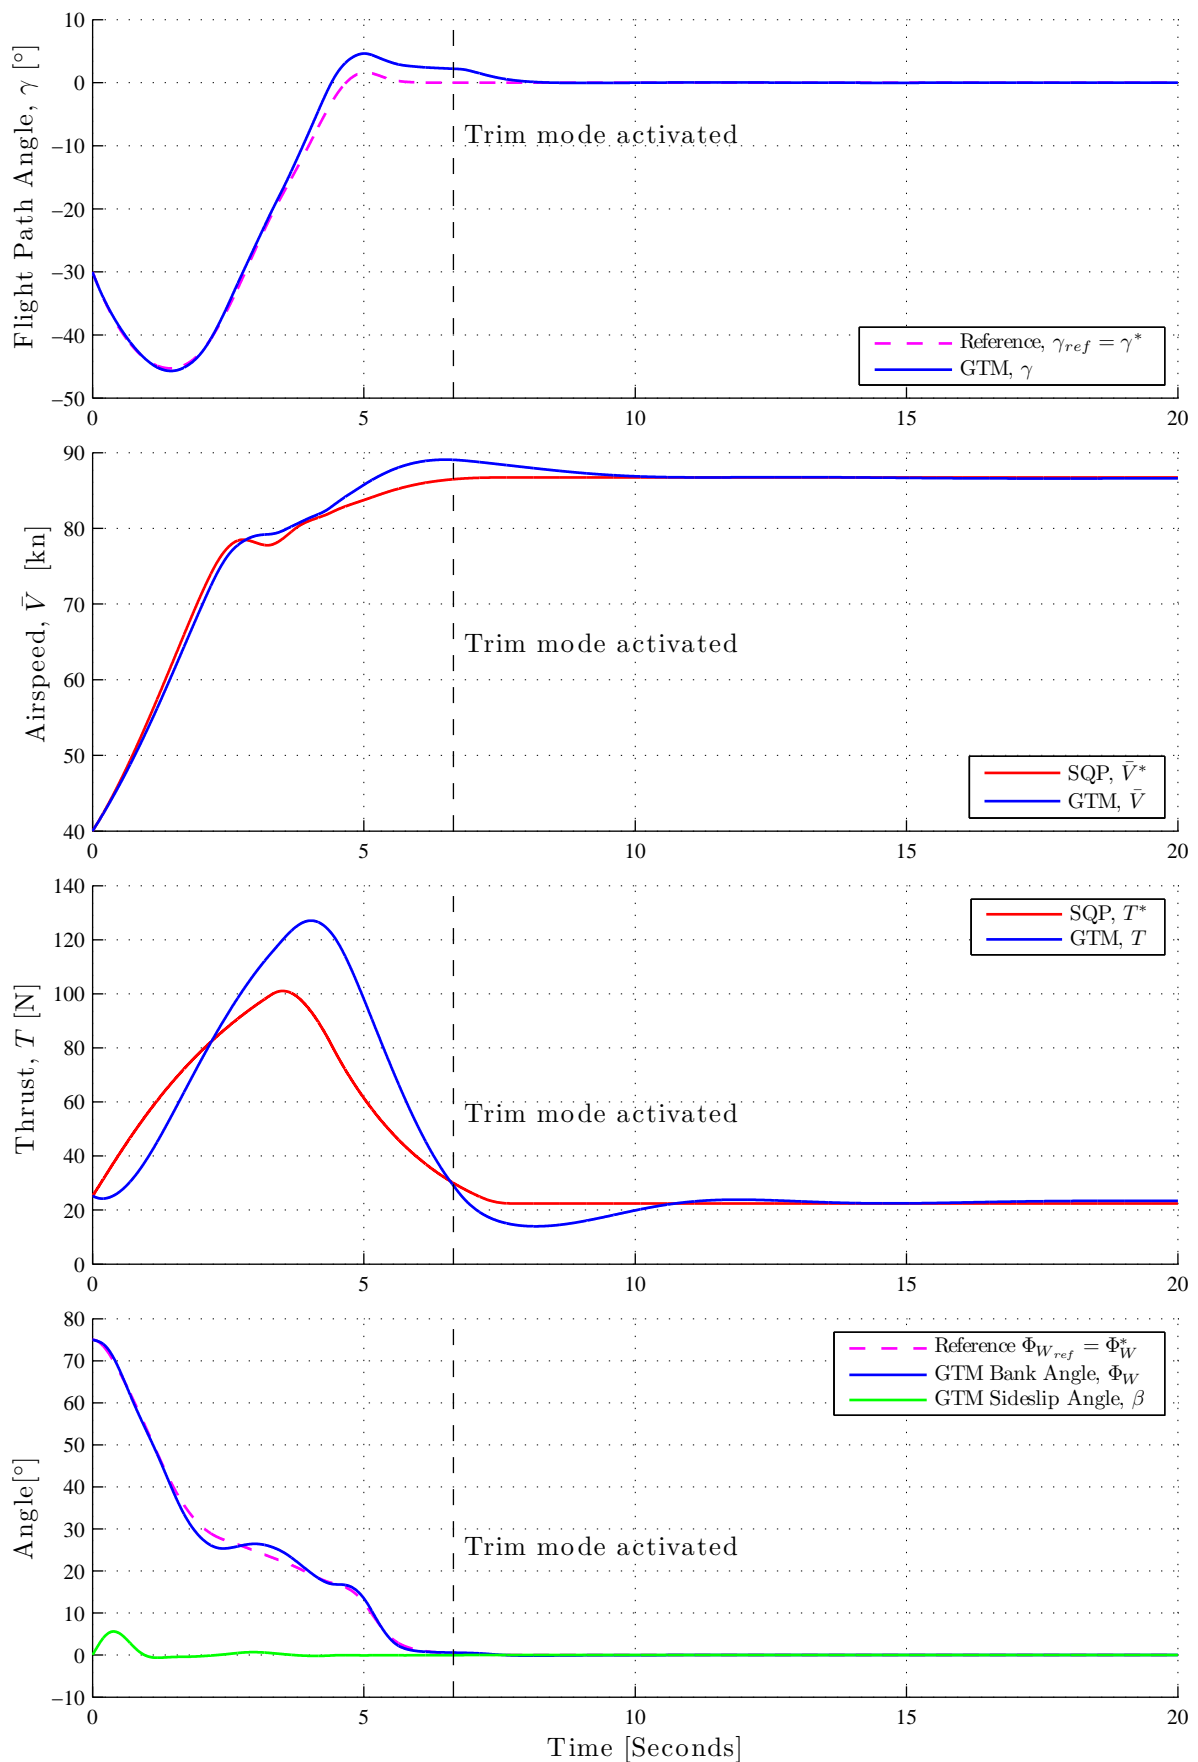 Flight Path Angle, γ [°]
10
0
−10
−20
−30
−40
−50
Trim mode activated
Reference, γ_ref = γ*
GTM, γ
0 5 10 15 20
Airspeed, V̄ [kn]
90
80
70
60
50
40
Trim mode activated
SQP, V̄*
GTM, V̄
0 5 10 15 20
Thrust, T [N]
140
120
100
80
60
40
20
0
SQP, T*
GTM, T
Trim mode activated
0 5 10 15 20
Angle[°]
80
70
60
50
40
30
20
10
0
−10
Reference Φ_W_ref = Φ*_W
GTM Bank Angle, Φ_W
GTM Sideslip Angle, β
Trim mode activated
0 5 10 15 20
Time [Seconds]